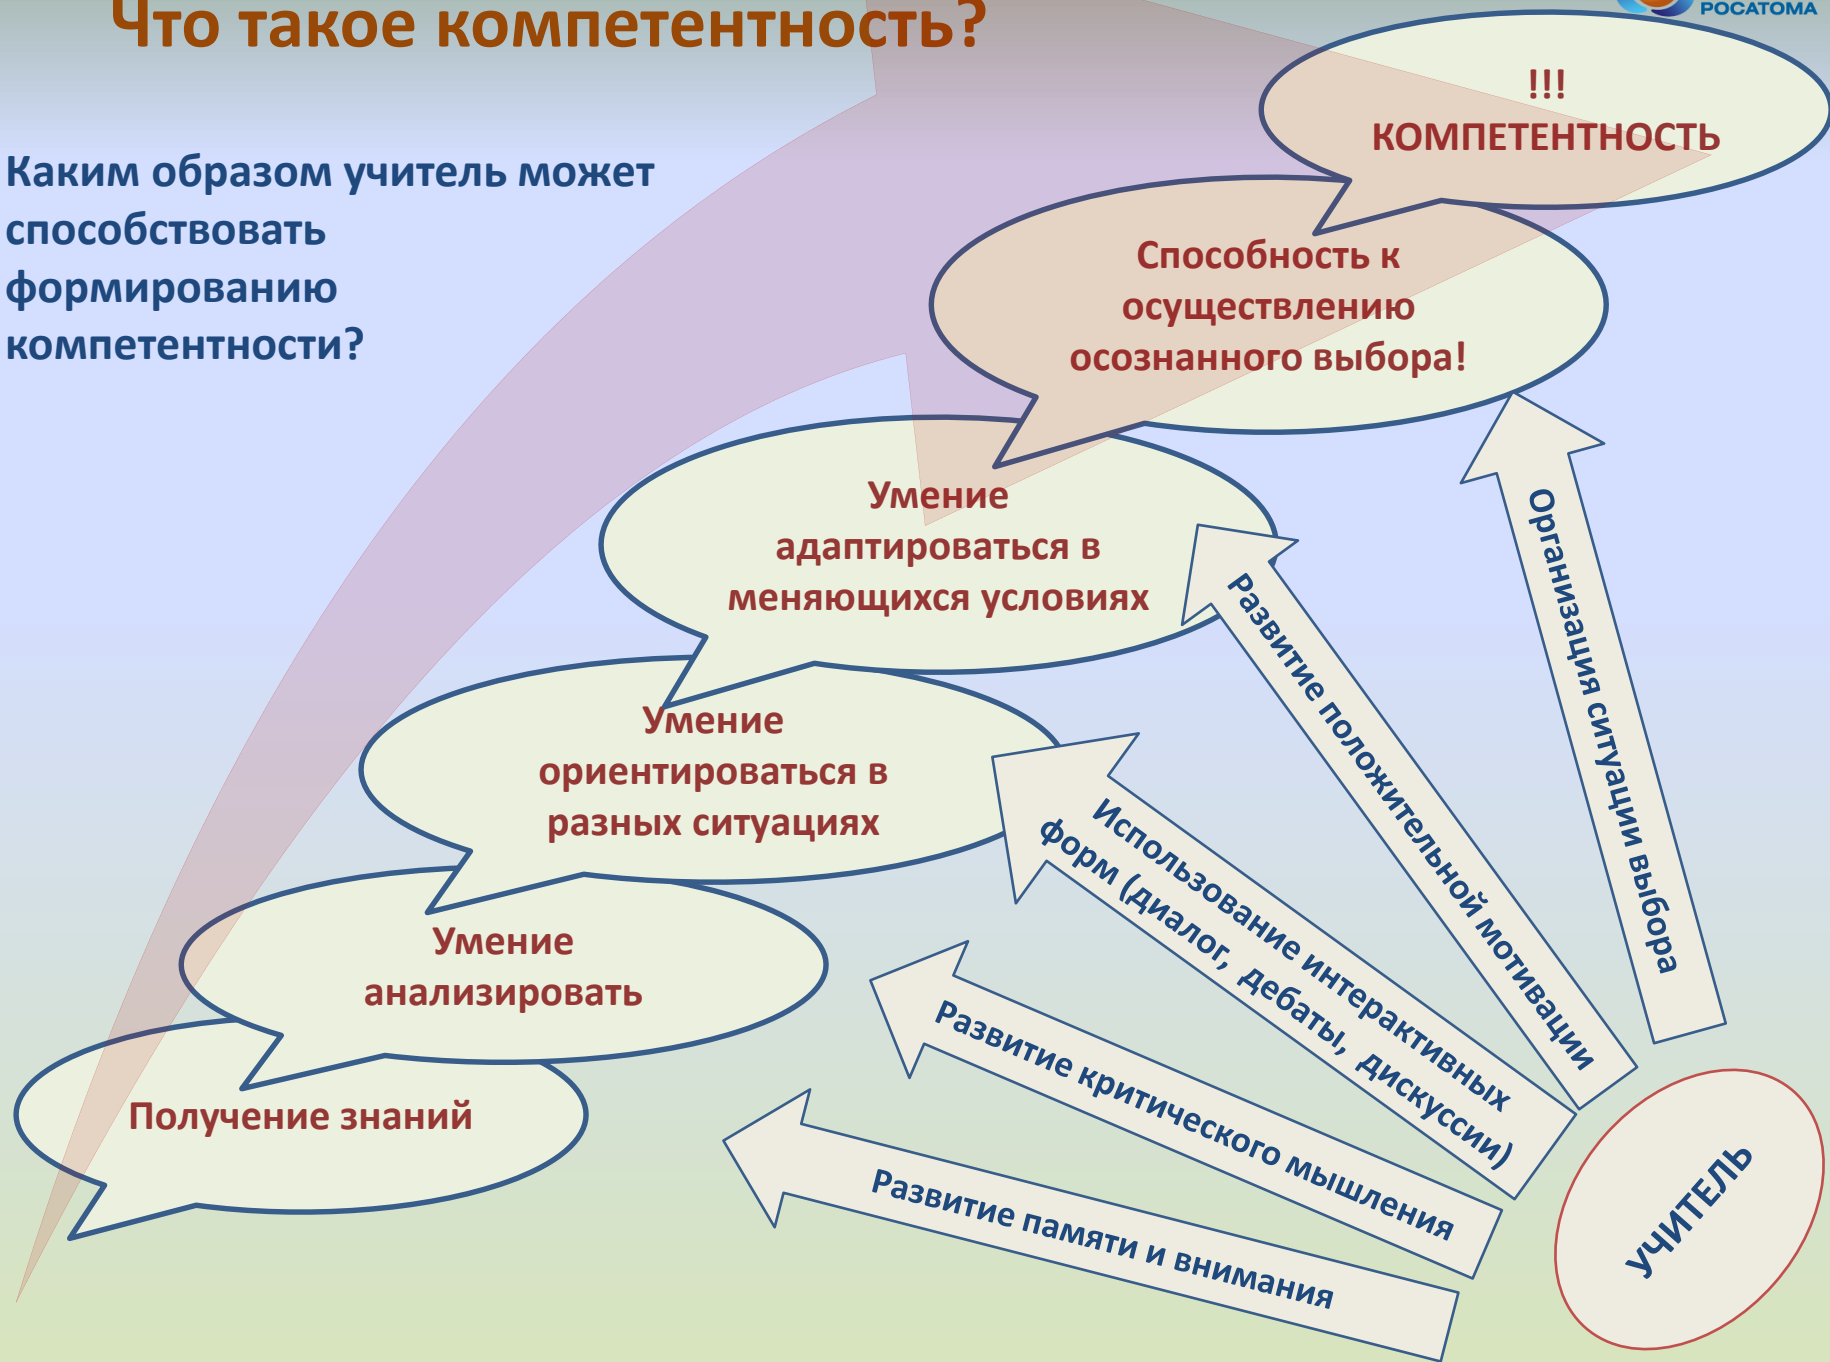 Что такое компетентность?
РОСАТОМА
!!!
КОМПЕТЕНТНОСТЬ
Каким образом учитель может
способствовать
формированию
компетентности?
Способность к
осуществлению
осознанного выбора!
Умение
адаптироваться в
меняющихся условиях
Умение
ориентироваться в
разных ситуациях
Умение
анализировать
Получение знаний
Организация ситуации выбора
Развитие положительной мотивации
Использование интерактивных
форм (диалог, дебаты, дискуссии)
Развитие критического мышления
Развитие памяти и внимания
УЧИТЕЛЬ